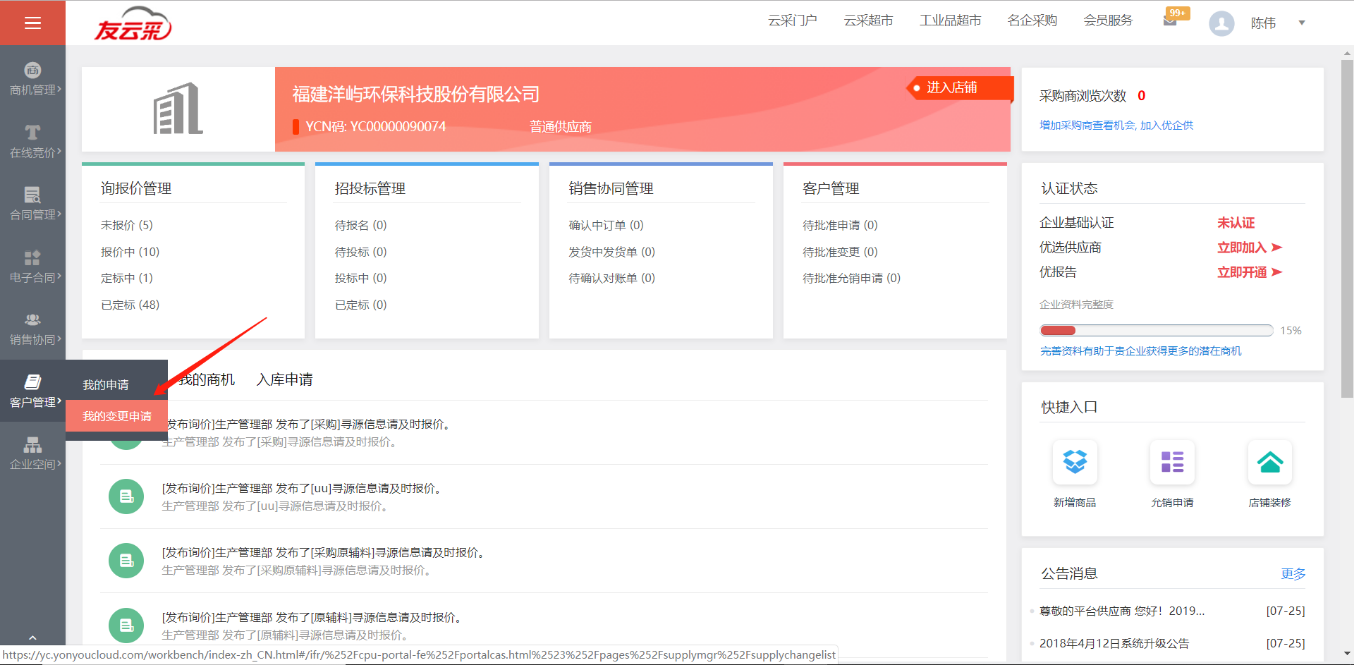 友云采
云采门户 云采超市 工业品超市 名企采购 会员服务 99+ 陈伟
商机管理
在线竞价
合同管理
电子合同
销售协同
客户管理
企业空间
我的申请
我的变更申请
福建洋屿环保科技股份有限公司
YCN码: YC00000090074 普通供应商
进入店铺
采购商浏览次数 0
增加采购商查看机会, 加入优企供
询报价管理
未报价 (5)
报价中 (10)
定标中 (1)
已定标 (48)
招投标管理
待报名 (0)
待投标 (0)
投标中 (0)
已定标 (0)
销售协同管理
确认中订单 (0)
发货中发货单 (0)
待确认对账单 (0)
客户管理
待批准申请 (0)
待批准变更 (0)
待批准允销申请 (0)
认证状态
企业基础认证 未认证
优选供应商 立即加入
优报告 立即开通
企业资料完整度
15%
完善资料有助于贵企业获得更多的潜在商机
我的商机 入库申请
发布询价]生产管理部 发布了[采购]寻源信息请及时报价。
生产管理部 发布了[采购]寻源信息请及时报价。
[发布询价]生产管理部 发布了[uu]寻源信息请及时报价。
生产管理部 发布了[uu]寻源信息请及时报价。
[发布询价]生产管理部 发布了[采购原辅料]寻源信息请及时报价。
生产管理部 发布了[采购原辅料]寻源信息请及时报价。
[发布询价]生产管理部 发布了[原辅料]寻源信息请及时报价。
生产管理部 发布了[原辅料]寻源信息请及时报价。
快捷入口
新增商品 允销申请 店铺装修
公告消息 更多
尊敬的平台供应商 您好！2019... [07-25]
2018年4月12日系统升级公告 [07-25]
https://yc.yonyoucloud.com/workbench/index-zh_CN.html#/ifr/%252Fcpu-portal-fe%252Fportalcas.html%2523%252Fpages%252Fsupplymgr%252Fsupplychangelist